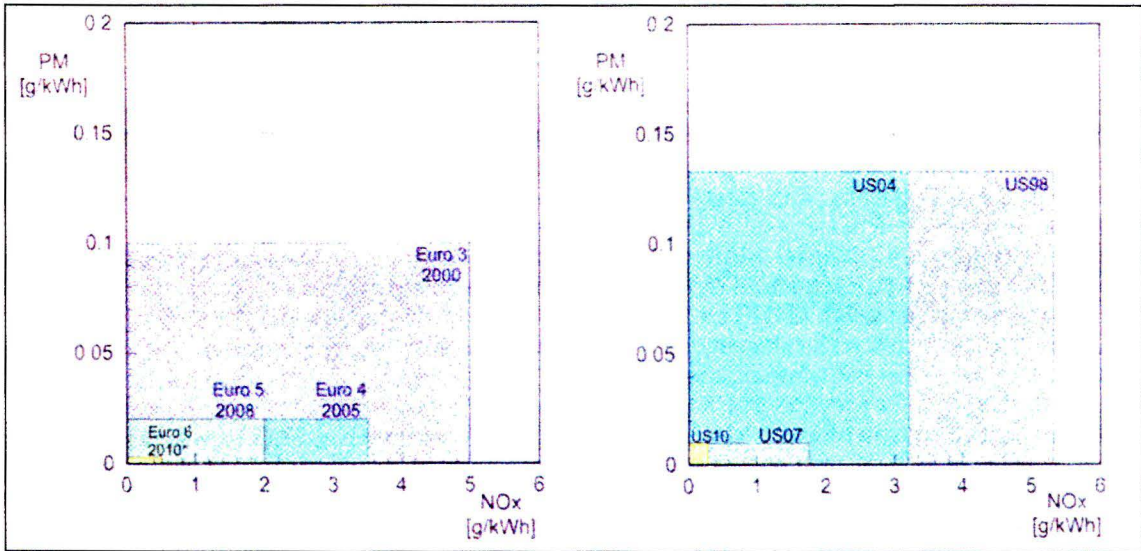 0.2
PM
[g/kWh]
0.15
0.1
0.05
0
Euro 3
2000
Euro 5
2008
Euro 4
2005
Euro 6
2010*
0 1 2 3 4 5 6
NOx
[g/kWh]
0.2
PM
[g/kWh]
0.15
0.1
0.05
0
US04
US98
US10
US07
0 1 2 3 4 5 6
NOx
[g/kWh]